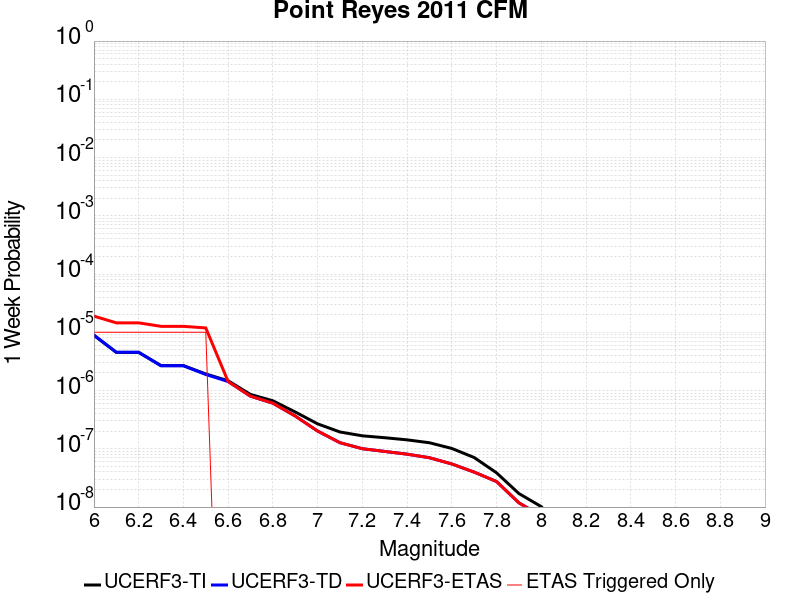 Point Reyes 2011 CFM
10 0
10 -1
10 -2
10 -3
10 -4
10 -5
10 -6
10 -7
10 -8
1 Week Probability
6 6.2 6.4 6.6 6.8 7 7.2 7.4 7.6 7.8 8 8.2 8.4 8.6 8.8 9
Magnitude
UCERF3-TI UCERF3-TD UCERF3-ETAS ETAS Triggered Only